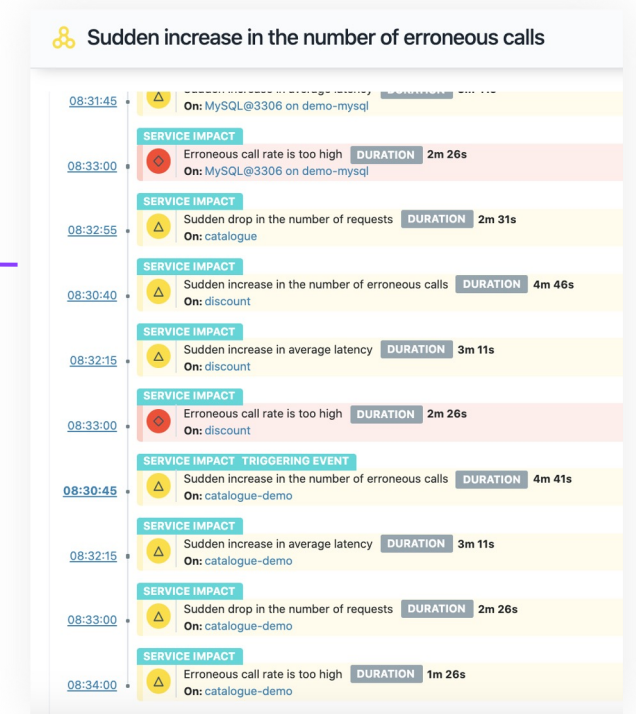 Sudden increase in the number of erroneous calls
08:31:45
Sudden increase in average latency DURATION
On: MySQL@3306 on demo-mysql
SERVICE IMPACT
08:33:00
Erroneous call rate is too high DURATION 2m 26s
On: MySQL@3306 on demo-mysql
SERVICE IMPACT
08:32:55
Sudden drop in the number of requests DURATION 2m 31s
On: catalogue
SERVICE IMPACT
08:30:40
Sudden increase in the number of erroneous calls DURATION 4m 46s
On: discount
SERVICE IMPACT
08:32:15
Sudden increase in average latency DURATION 3m 11s
On: discount
SERVICE IMPACT
08:33:00
Erroneous call rate is too high DURATION 2m 26s
On: discount
SERVICE IMPACT TRIGGERING EVENT
08:30:45
Sudden increase in the number of erroneous calls DURATION 4m 41s
On: catalogue-demo
SERVICE IMPACT
08:32:15
Sudden increase in average latency DURATION 3m 11s
On: catalogue-demo
SERVICE IMPACT
08:33:00
Sudden drop in the number of requests DURATION 2m 26s
On: catalogue-demo
SERVICE IMPACT
08:34:00
Erroneous call rate is too high DURATION 1m 26s
On: catalogue-demo